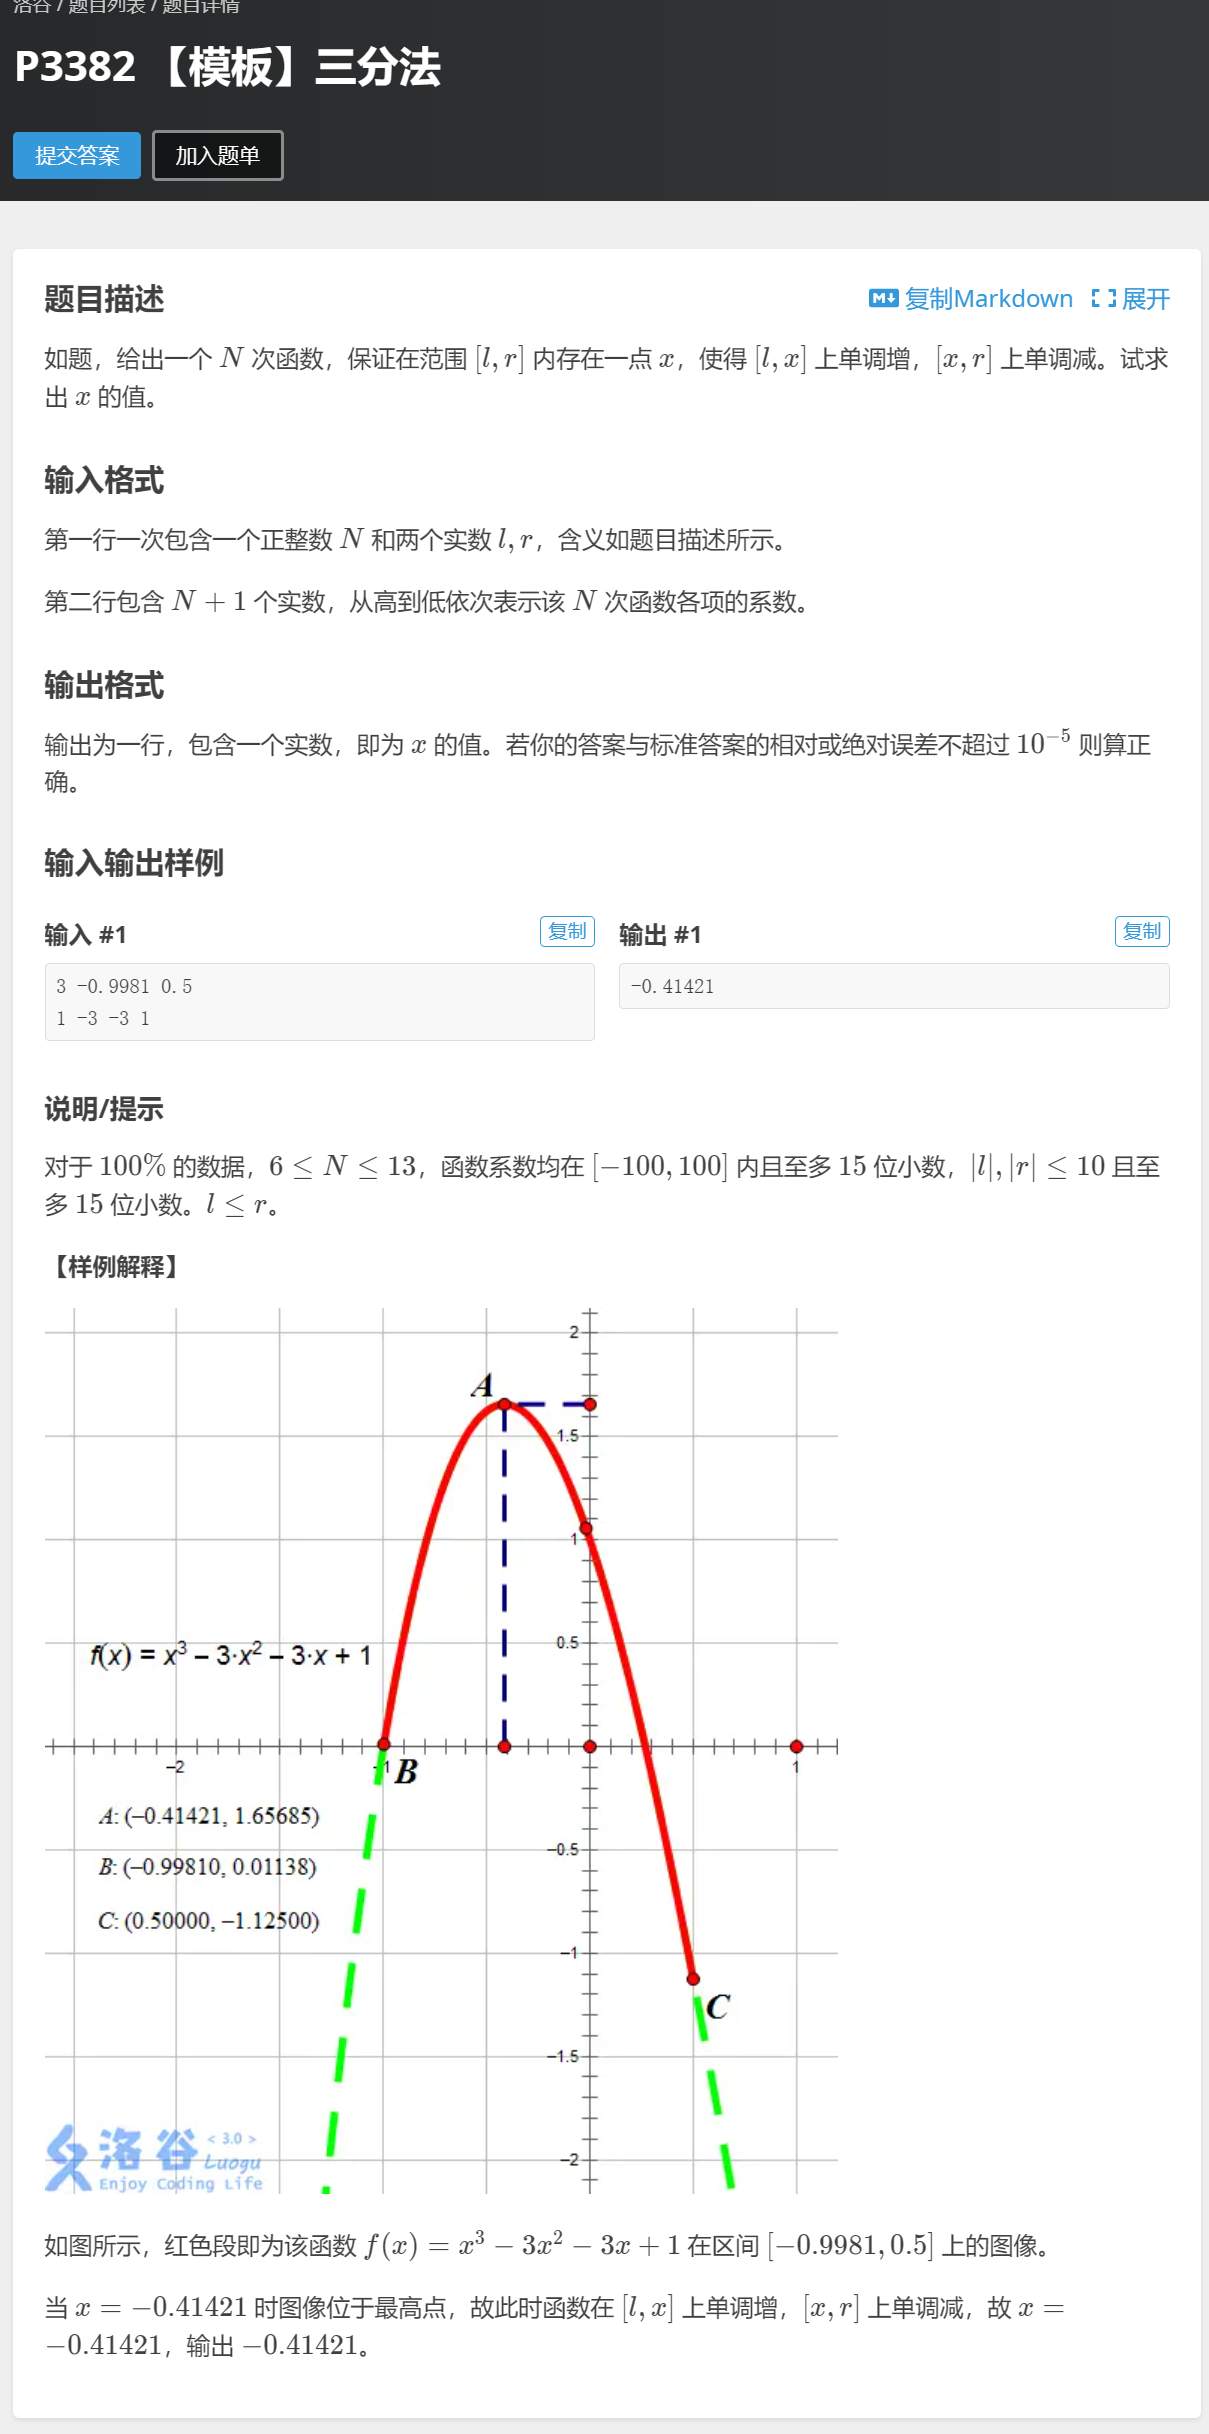 洛谷 / 题目列表 / 题目详情
P3382 【模板】三分法
提交答案 加入题单
题目描述 复制Markdown 展开
如题，给出一个 N 次函数，保证在范围 [l, r] 内存在一点 x，使得 [l, x] 上单调增，[x, r] 上单调减。试求
出 x 的值。
输入格式
第一行一次包含一个正整数 N 和两个实数 l, r，含义如题目描述所示。
第二行包含 N + 1 个实数，从高到低依次表示该 N 次函数各项的系数。
输出格式
输出为一行，包含一个实数，即为 x 的值。若你的答案与标准答案的相对或绝对误差不超过 10⁻⁵ 则算正
确。
输入输出样例
输入 #1 复制 输出 #1 复制
3 -0.9981 0.5
1 -3 -3 1
-0.41421
说明/提示
对于 100% 的数据，6 ≤ N ≤ 13，函数系数均在 [−100, 100] 内且至多 15 位小数，|l|, |r| ≤ 10 且至
多 15 位小数。l ≤ r。
【样例解释】
2
A
1.5
1
0.5
f(x) = x³ – 3·x² – 3·x + 1
−2 −1 B 1
A: (−0.41421, 1.65685)
−0.5
B: (−0.99810, 0.01138)
C: (0.50000, −1.12500)
−1
C
−1.5
洛谷 < 3.0 >
Luogu
−2
Enjoy Coding Life
如图所示，红色段即为该函数 f(x) = x³ − 3x² − 3x + 1 在区间 [−0.9981, 0.5] 上的图像。
当 x = −0.41421 时图像位于最高点，故此时函数在 [l, x] 上单调增，[x, r] 上单调减，故 x =
−0.41421，输出 −0.41421。